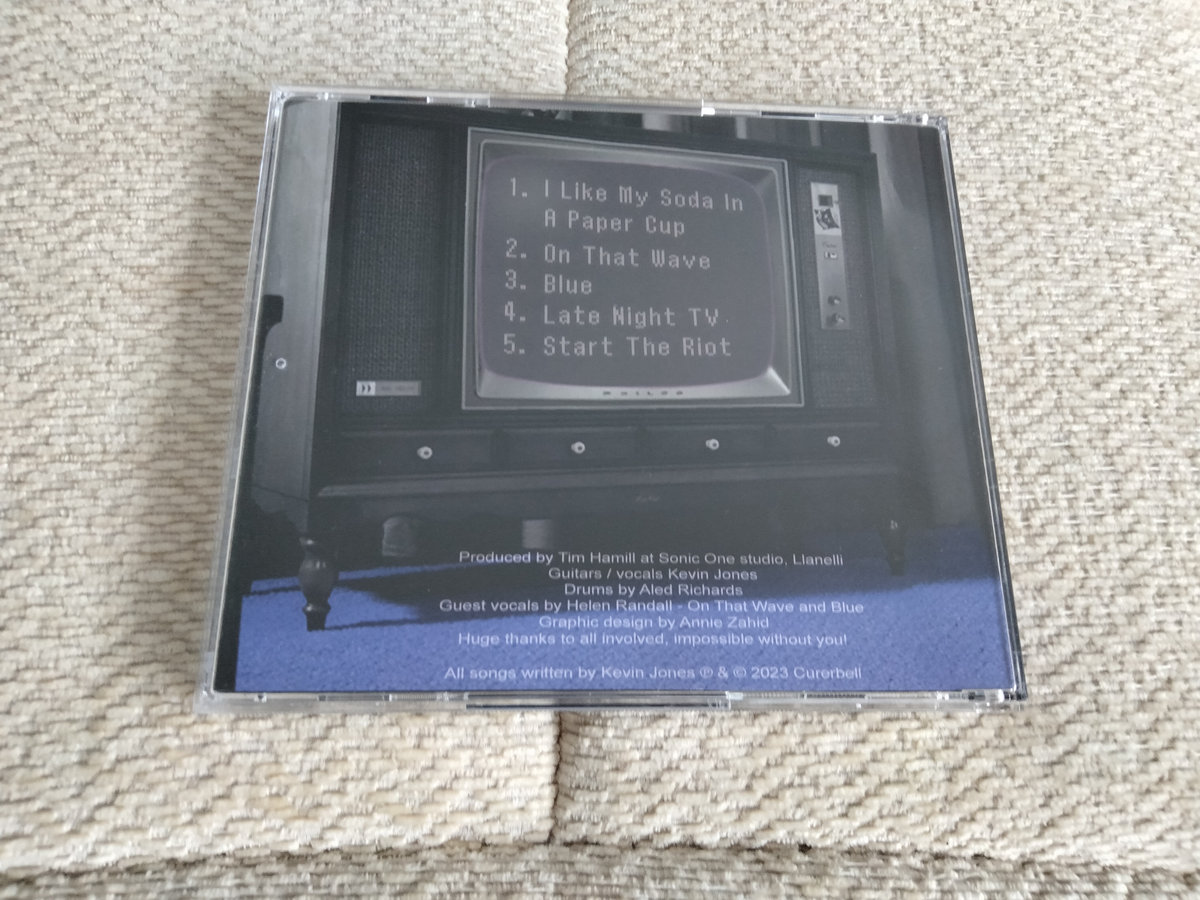 1. I Like My Soda In
A Paper Cup
2. On That Wave
3. Blue
4. Late Night TV
5. Start The Riot
PHILCO
Produced by Tim Hamill at Sonic One studio, Llanelli
Guitars / vocals Kevin Jones
Drums by Aled Richards
Guest vocals by Helen Randall - On That Wave and Blue
Graphic design by Annie Zahid
Huge thanks to all involved, impossible without you!
All songs written by Kevin Jones ℗ & © 2023 Curerbell